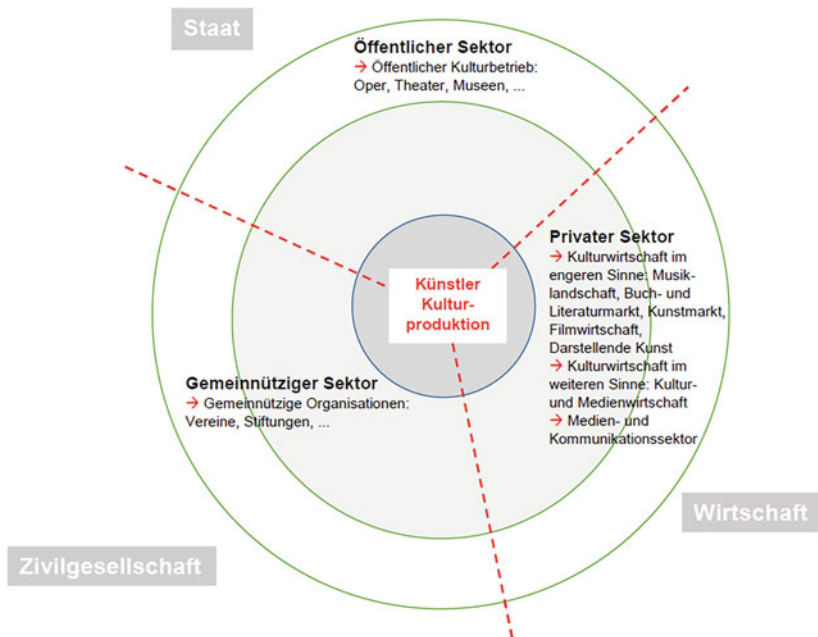 Staat
Öffentlicher Sektor
→ Öffentlicher Kulturbetrieb:
Oper, Theater, Museen, ...
Privater Sektor
→ Kulturwirtschaft im
engeren Sinne: Musik-
landschaft, Buch- und
Literaturmarkt, Kunstmarkt,
Filmwirtschaft,
Darstellende Kunst
→ Kulturwirtschaft im
weiteren Sinne: Kultur-
und Medienwirtschaft
→ Medien- und
Kommunikationssektor
Künstler
Kultur-
produktion
Gemeinnütziger Sektor
→ Gemeinnützige Organisationen:
Vereine, Stiftungen, ...
Wirtschaft
Zivilgesellschaft